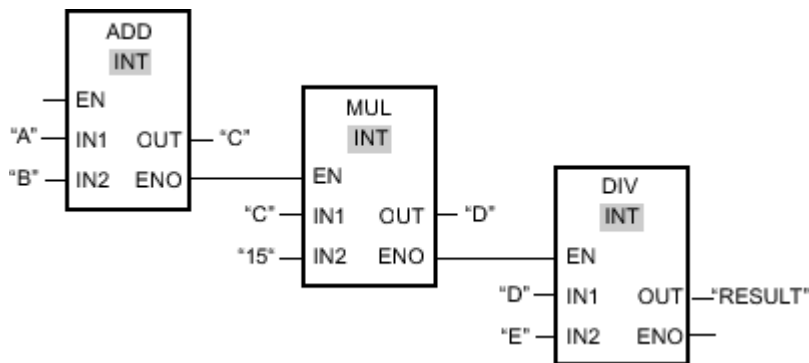 ADD
INT
EN
"A" IN1 OUT "C"
"B" IN2 ENO
MUL
INT
EN
"C" IN1 OUT "D"
"15" IN2 ENO
DIV
INT
EN
"D" IN1 OUT "RESULT"
"E" IN2 ENO